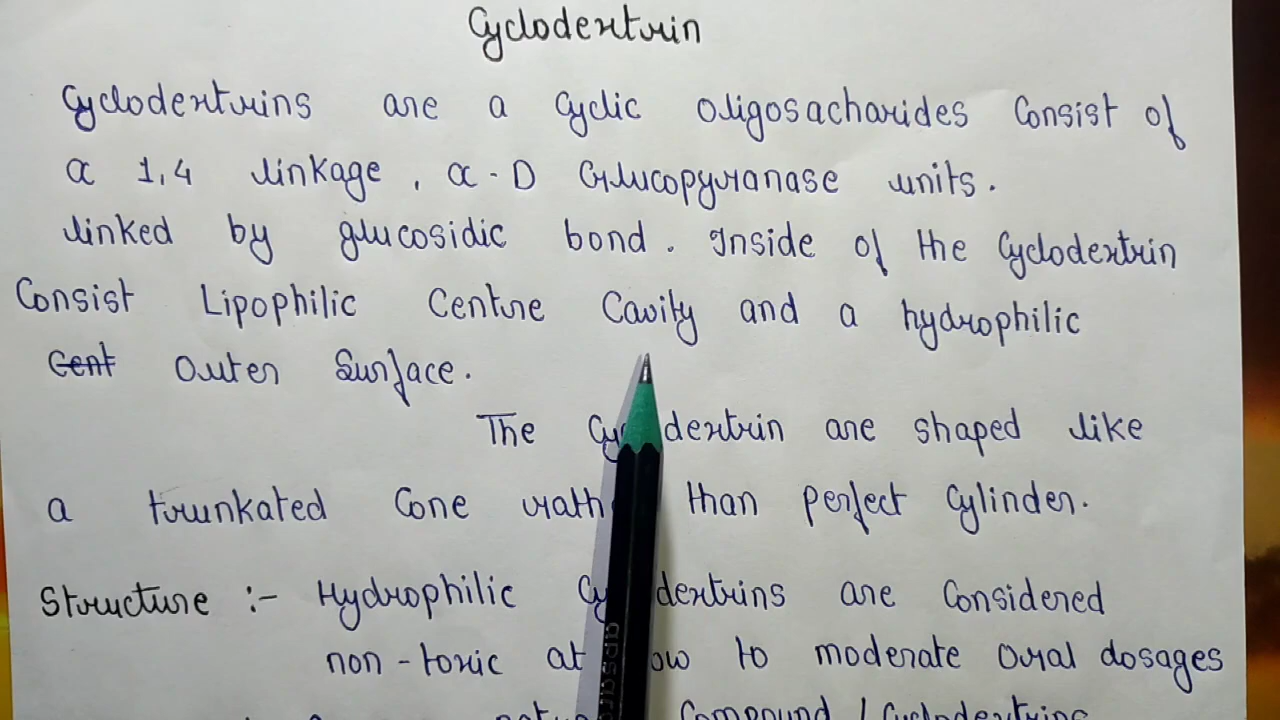 Cyclodextrin
Cyclodextrins are a cyclic oligosacharides Consist of
α 1,4 linkage, α-D Glucopyranase units.
linked by glucosidic bond. Inside of the Cyclodextrin
Consist Lipophilic Centre Cavity and a hydrophilic
Cent Outer Surface.
The dextrin are shaped like
a trunkated Cone than perfect Cylinder.
Structure :- Hydrophilic dextrins are Considered
non-toxic at to moderate Oral dosages
Compound / Cyclodextrins
apsara